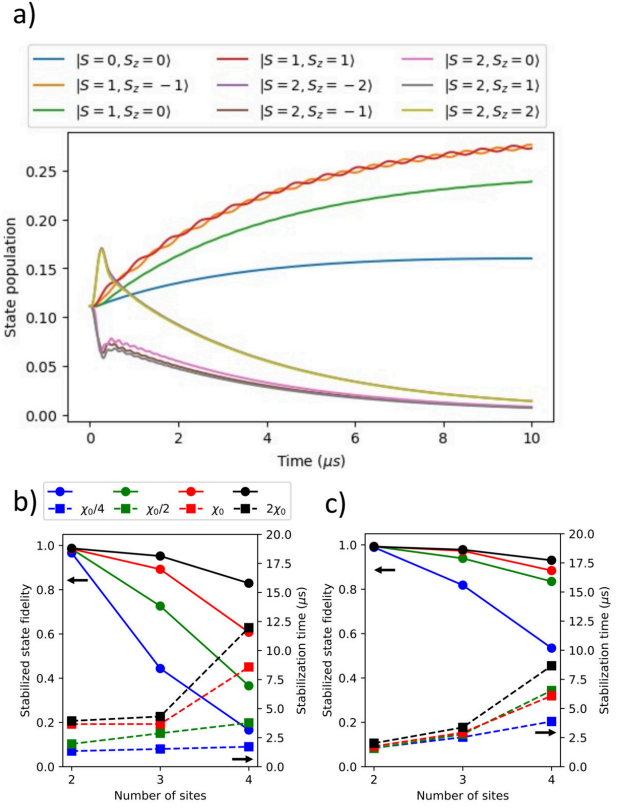 a)
|S = 0, S_z = 0⟩ |S = 1, S_z = 1⟩ |S = 2, S_z = 0⟩
|S = 1, S_z = −1⟩ |S = 2, S_z = −2⟩ |S = 2, S_z = 1⟩
|S = 1, S_z = 0⟩ |S = 2, S_z = −1⟩ |S = 2, S_z = 2⟩
State population
0.25
0.20
0.15
0.10
0.05
0.00
0 2 4 6 8 10
Time (μs)
b)
χ₀/4 χ₀/2 χ₀ 2χ₀
Stabilized state fidelity
1.0
0.8
0.6
0.4
0.2
0.0
20.0
17.5
15.0
12.5
10.0
7.5
5.0
2.5
0.0
Stabilization time (μs)
2 3 4
Number of sites
c)
Stabilized state fidelity
1.0
0.8
0.6
0.4
0.2
0.0
20.0
17.5
15.0
12.5
10.0
7.5
5.0
2.5
0.0
Stabilization time (μs)
2 3 4
Number of sites